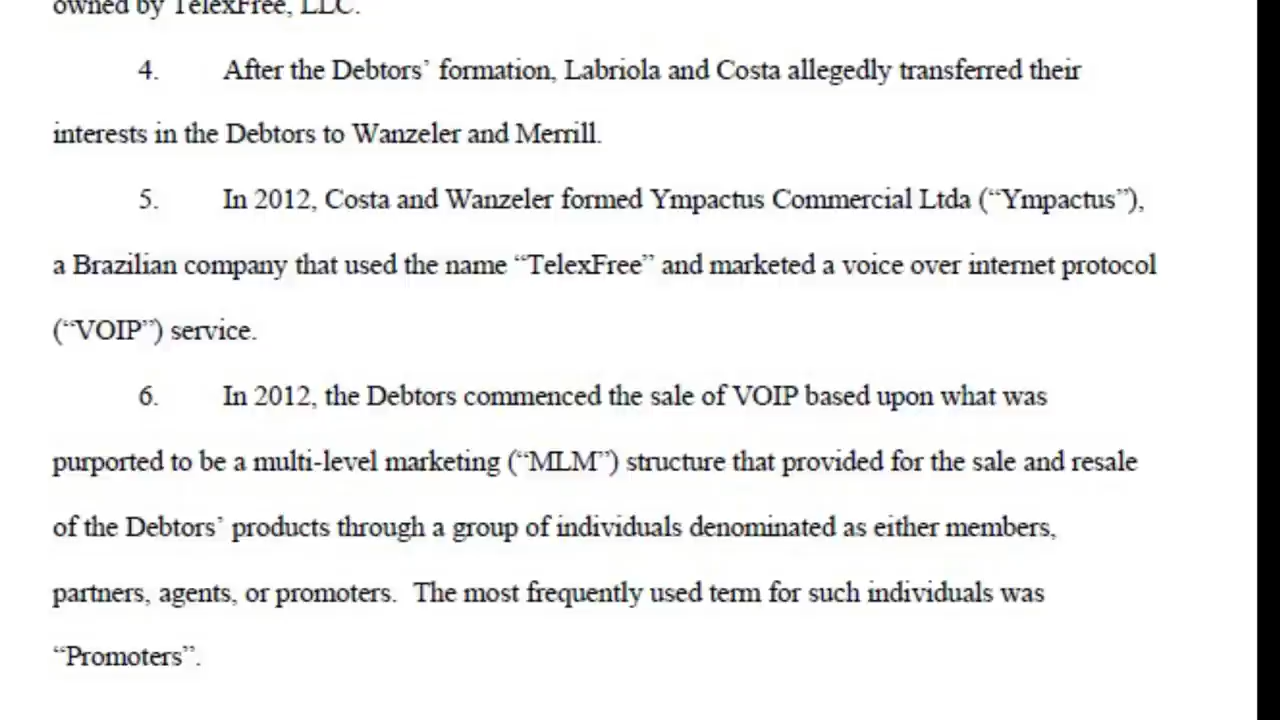 owned by TelexFree, LLC.
4. After the Debtors’ formation, Labriola and Costa allegedly transferred their
interests in the Debtors to Wanzeler and Merrill.
5. In 2012, Costa and Wanzeler formed Ympactus Commercial Ltda (“Ympactus”),
a Brazilian company that used the name “TelexFree” and marketed a voice over internet protocol
(“VOIP”) service.
6. In 2012, the Debtors commenced the sale of VOIP based upon what was
purported to be a multi-level marketing (“MLM”) structure that provided for the sale and resale
of the Debtors’ products through a group of individuals denominated as either members,
partners, agents, or promoters.  The most frequently used term for such individuals was
“Promoters”.